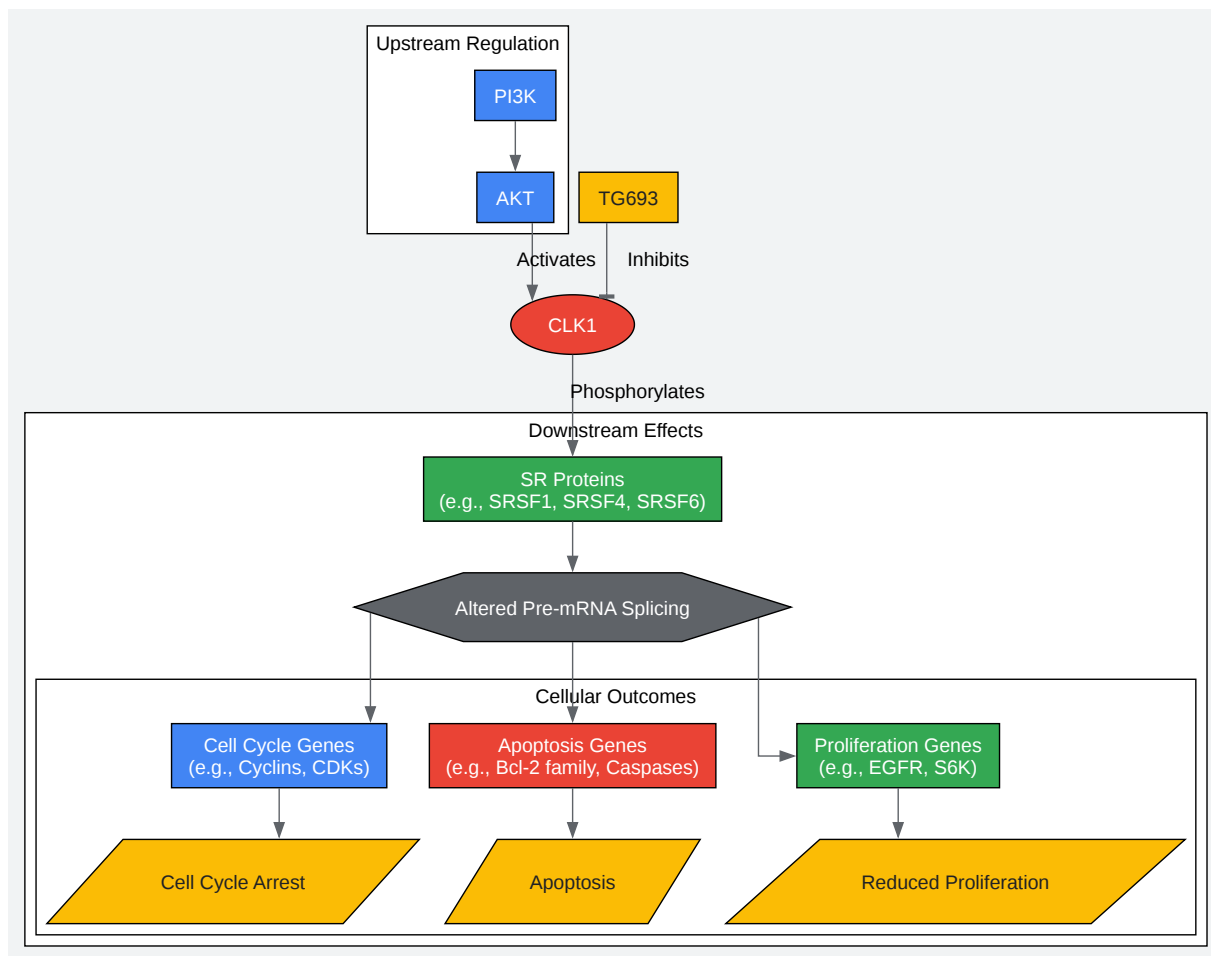 Upstream Regulation
PI3K
AKT
TG693
Activates
Inhibits
CLK1
Phosphorylates
Downstream Effects
SR Proteins
(e.g., SRSF1, SRSF4, SRSF6)
Altered Pre-mRNA Splicing
Cellular Outcomes
Cell Cycle Genes
(e.g., Cyclins, CDKs)
Apoptosis Genes
(e.g., Bcl-2 family, Caspases)
Proliferation Genes
(e.g., EGFR, S6K)
Cell Cycle Arrest
Apoptosis
Reduced Proliferation